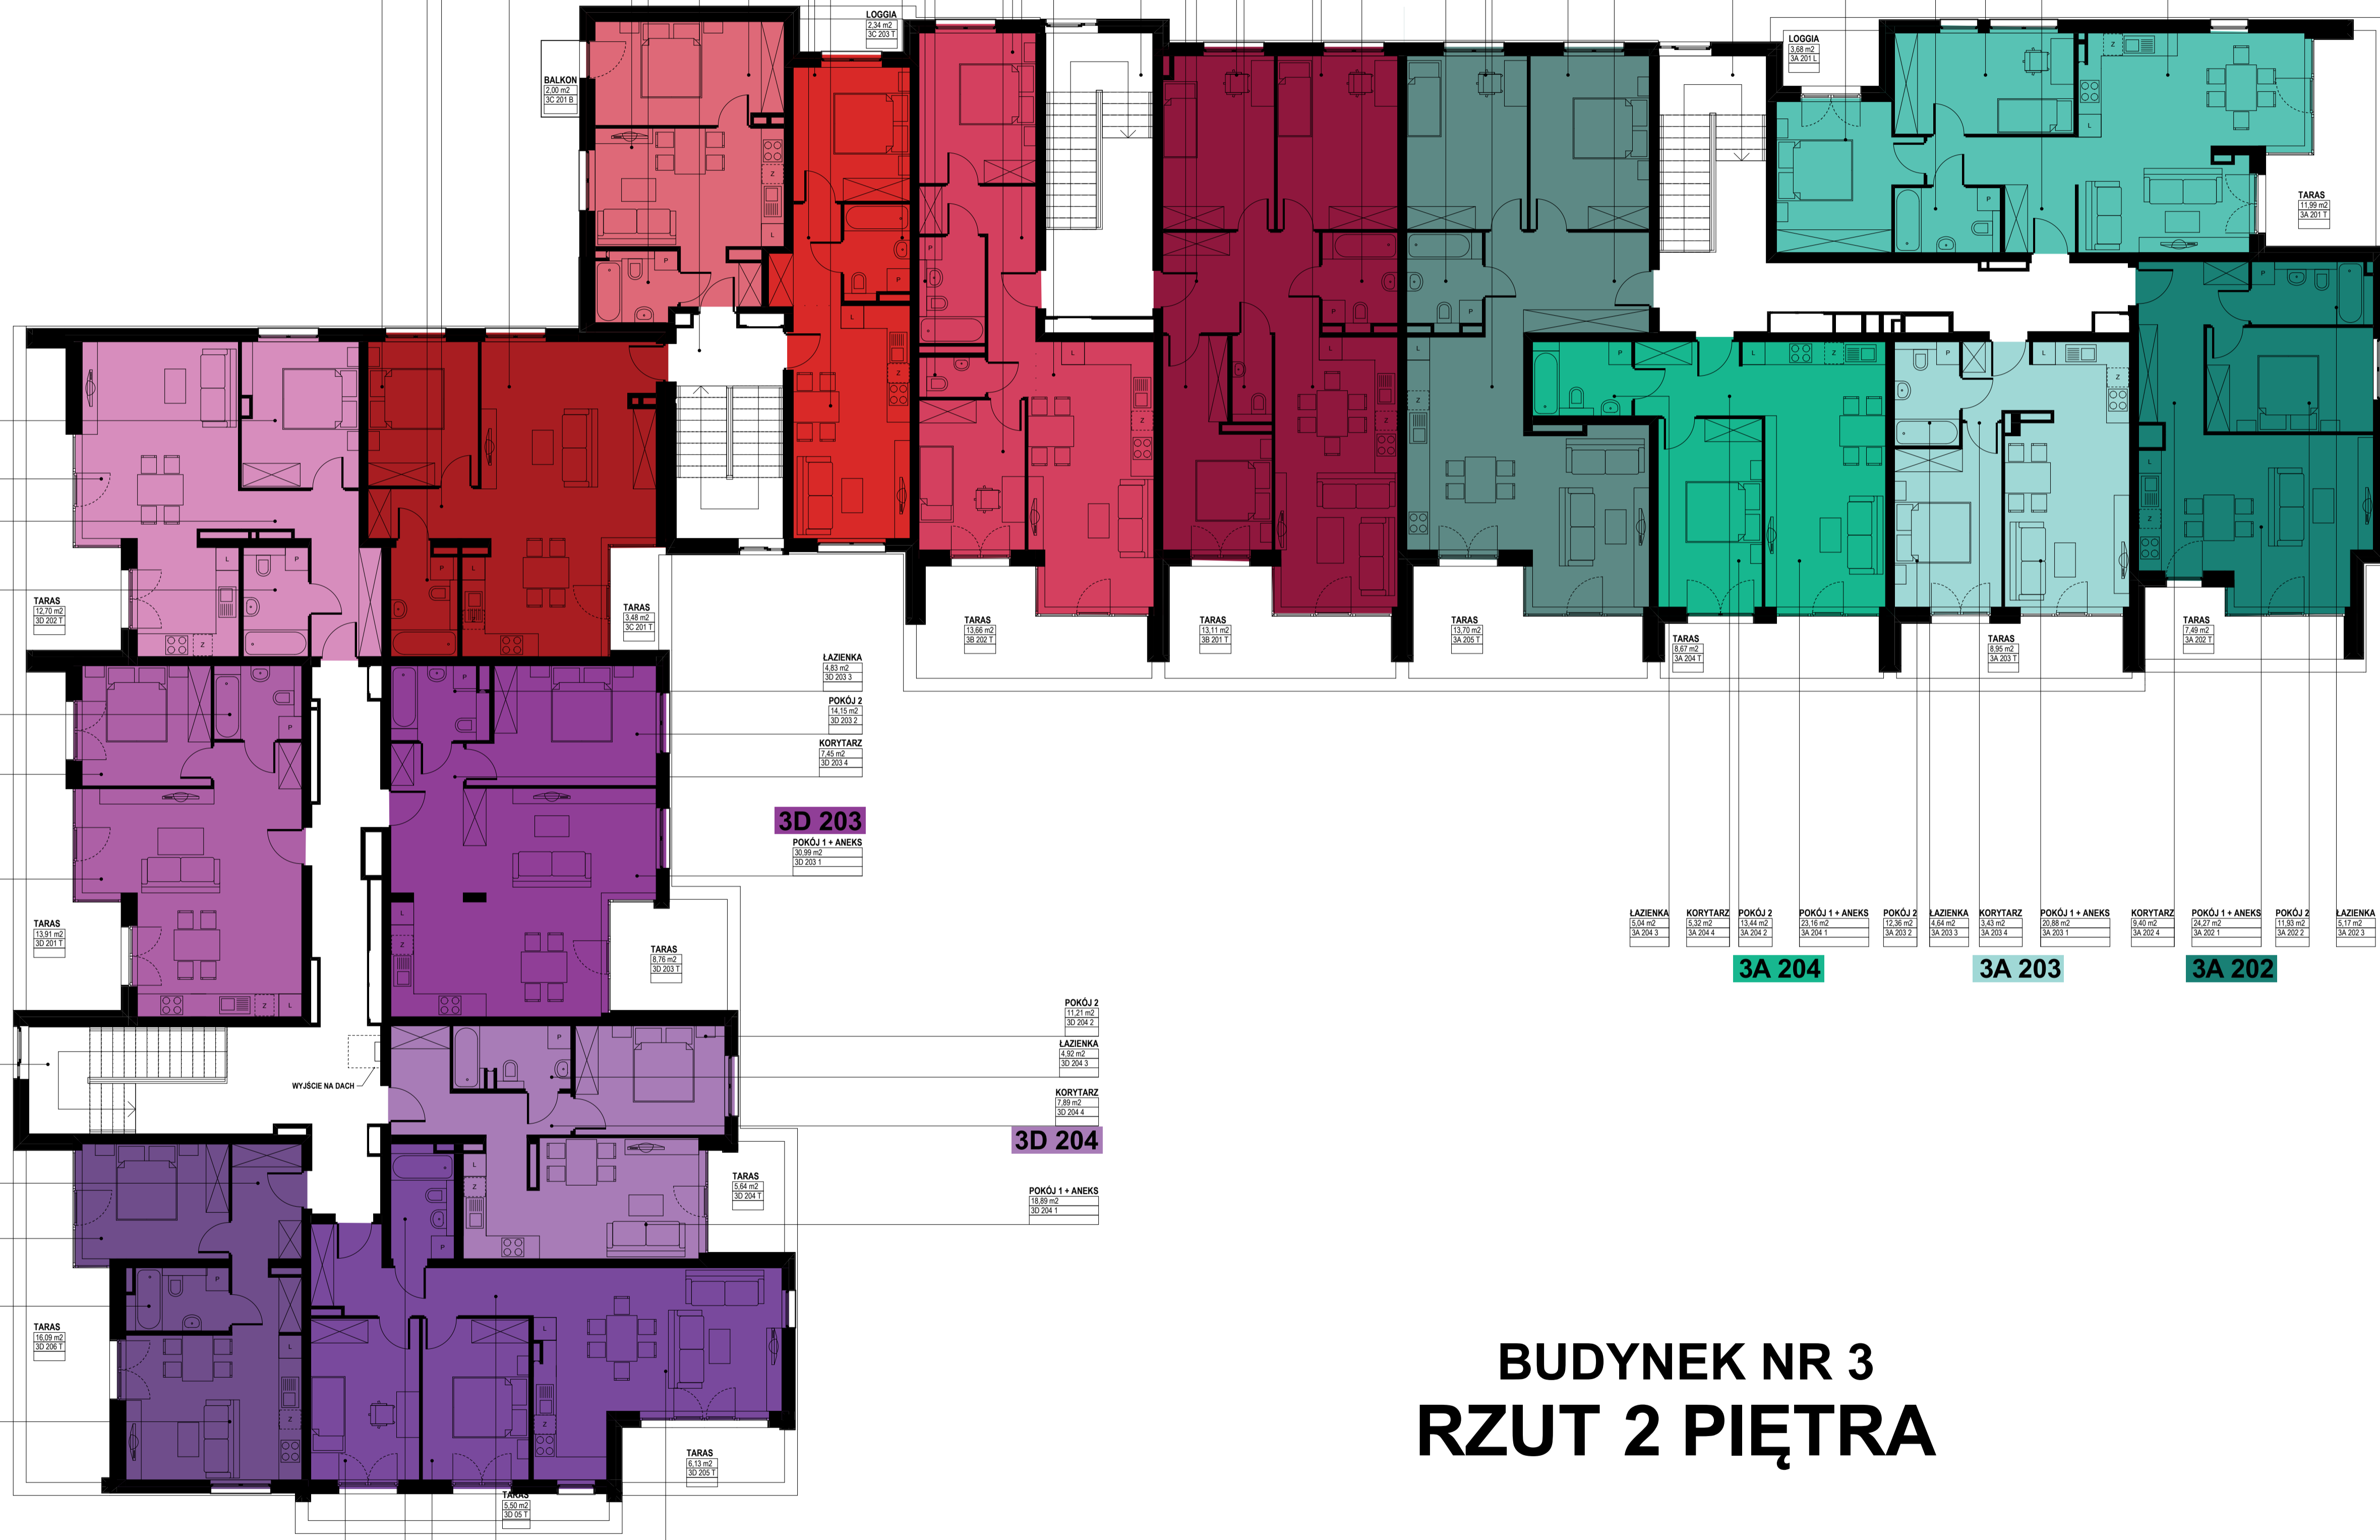 LOGGIA
2,34 m2
3C 203 T
BALKON
2,00 m2
3C 201 B
LOGGIA
3,68 m2
3A 201 L
TARAS
11,99 m2
3A 201 T
TARAS
12,70 m2
3D 202 T
TARAS
3,48 m2
3C 201 T
TARAS
13,66 m2
3B 202 T
TARAS
13,11 m2
3B 201 T
TARAS
13,70 m2
3A 205 T
TARAS
8,67 m2
3A 204 T
TARAS
8,95 m2
3A 203 T
TARAS
7,49 m2
3A 202 T
ŁAZIENKA
4,83 m2
3D 203 3
POKÓJ 2
14,15 m2
3D 203 2
KORYTARZ
7,45 m2
3D 203 4
3D 203
POKÓJ 1 + ANEKS
30,99 m2
3D 203 1
TARAS
13,91 m2
3D 201 T
TARAS
8,76 m2
3D 203 T
ŁAZIENKA
5,04 m2
3A 204 3
KORYTARZ
5,32 m2
3A 204 4
POKÓJ 2
13,44 m2
3A 204 2
POKÓJ 1 + ANEKS
23,16 m2
3A 204 1
POKÓJ 2
12,36 m2
3A 203 2
ŁAZIENKA
4,64 m2
3A 203 3
KORYTARZ
3,43 m2
3A 203 4
POKÓJ 1 + ANEKS
20,88 m2
3A 203 1
KORYTARZ
9,40 m2
3A 202 4
POKÓJ 1 + ANEKS
24,27 m2
3A 202 1
POKÓJ 2
11,93 m2
3A 202 2
ŁAZIENKA
5,17 m2
3A 202 3
3A 204
3A 203
3A 202
POKÓJ 2
11,21 m2
3D 204 2
ŁAZIENKA
4,92 m2
3D 204 3
KORYTARZ
7,89 m2
3D 204 4
3D 204
POKÓJ 1 + ANEKS
18,89 m2
3D 204 1
WYJŚCIE NA DACH
TARAS
5,64 m2
3D 204 T
TARAS
16,09 m2
3D 206 T
TARAS
6,13 m2
3D 205 T
TARAS
5,50 m2
3D 05 T
BUDYNEK NR 3
RZUT 2 PIĘTRA